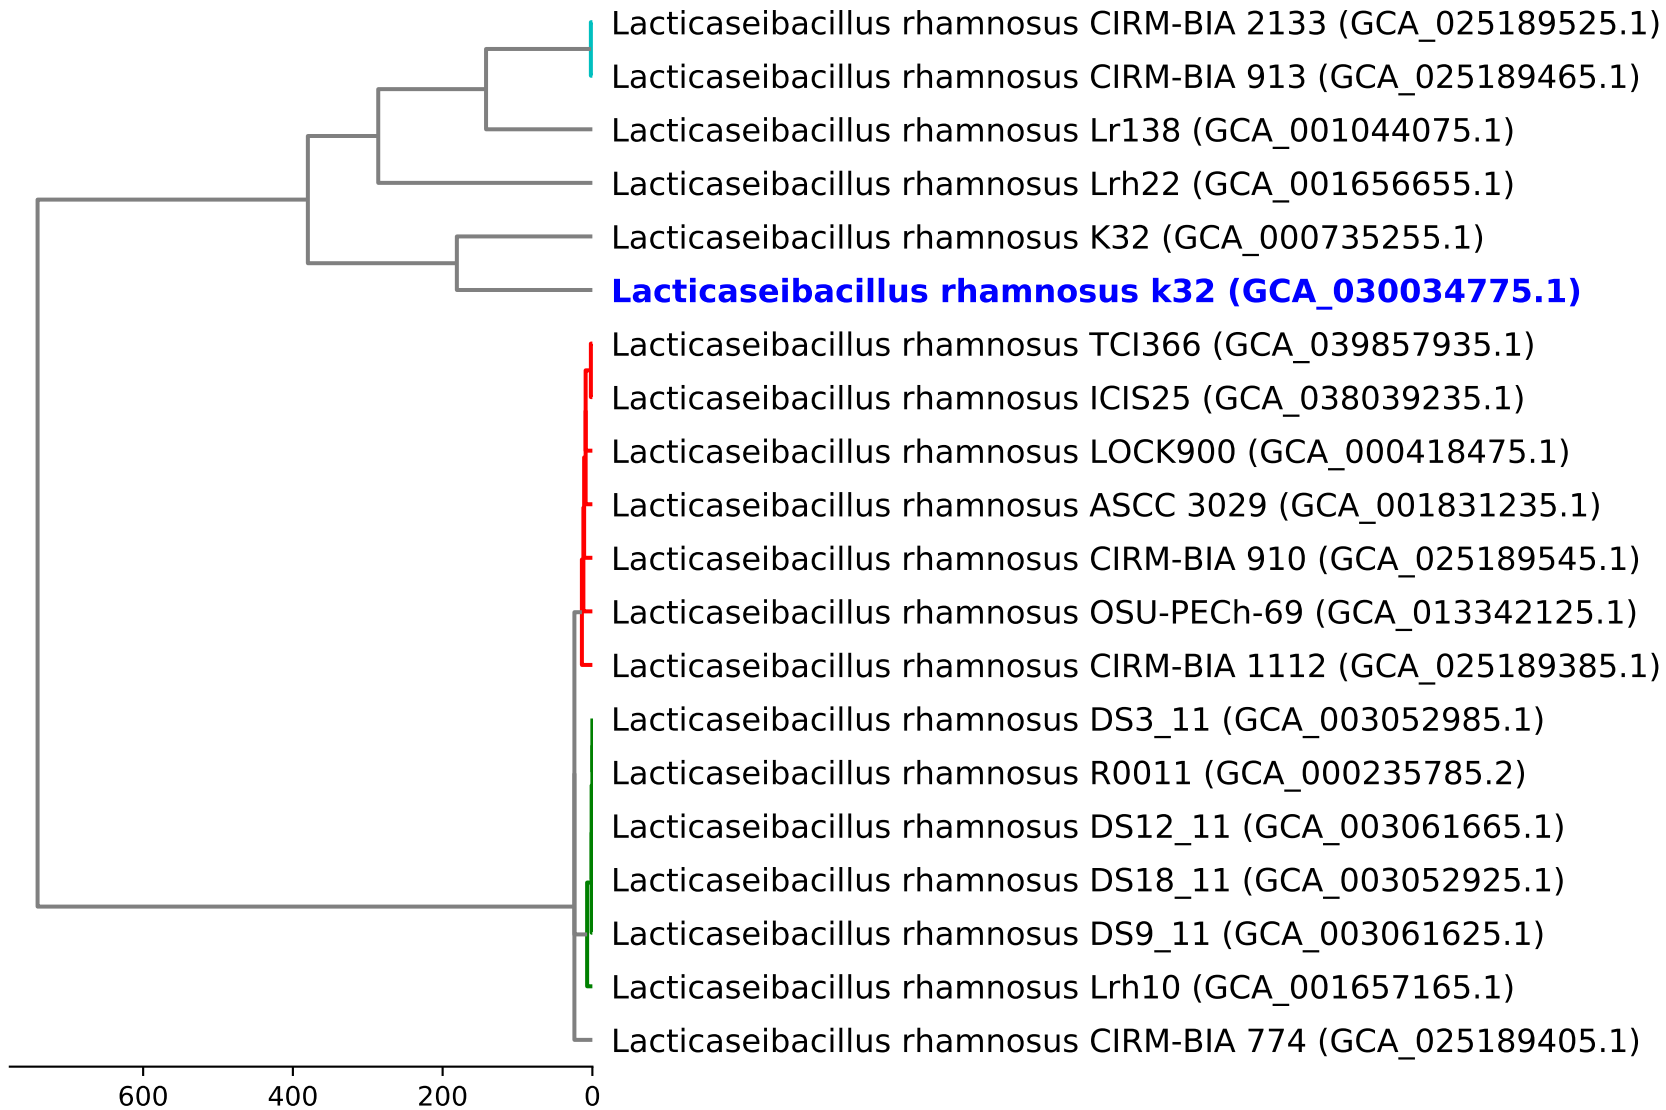 Lacticaseibacillus rhamnosus CIRM-BIA 2133 (GCA_025189525.1)
Lacticaseibacillus rhamnosus CIRM-BIA 913 (GCA_025189465.1)
Lacticaseibacillus rhamnosus Lr138 (GCA_001044075.1)
Lacticaseibacillus rhamnosus Lrh22 (GCA_001656655.1)
Lacticaseibacillus rhamnosus K32 (GCA_000735255.1)
Lacticaseibacillus rhamnosus k32 (GCA_030034775.1)
Lacticaseibacillus rhamnosus TCI366 (GCA_039857935.1)
Lacticaseibacillus rhamnosus ICIS25 (GCA_038039235.1)
Lacticaseibacillus rhamnosus LOCK900 (GCA_000418475.1)
Lacticaseibacillus rhamnosus ASCC 3029 (GCA_001831235.1)
Lacticaseibacillus rhamnosus CIRM-BIA 910 (GCA_025189545.1)
Lacticaseibacillus rhamnosus OSU-PECh-69 (GCA_013342125.1)
Lacticaseibacillus rhamnosus CIRM-BIA 1112 (GCA_025189385.1)
Lacticaseibacillus rhamnosus DS3_11 (GCA_003052985.1)
Lacticaseibacillus rhamnosus R0011 (GCA_000235785.2)
Lacticaseibacillus rhamnosus DS12_11 (GCA_003061665.1)
Lacticaseibacillus rhamnosus DS18_11 (GCA_003052925.1)
Lacticaseibacillus rhamnosus DS9_11 (GCA_003061625.1)
Lacticaseibacillus rhamnosus Lrh10 (GCA_001657165.1)
Lacticaseibacillus rhamnosus CIRM-BIA 774 (GCA_025189405.1)
600 400 200 0